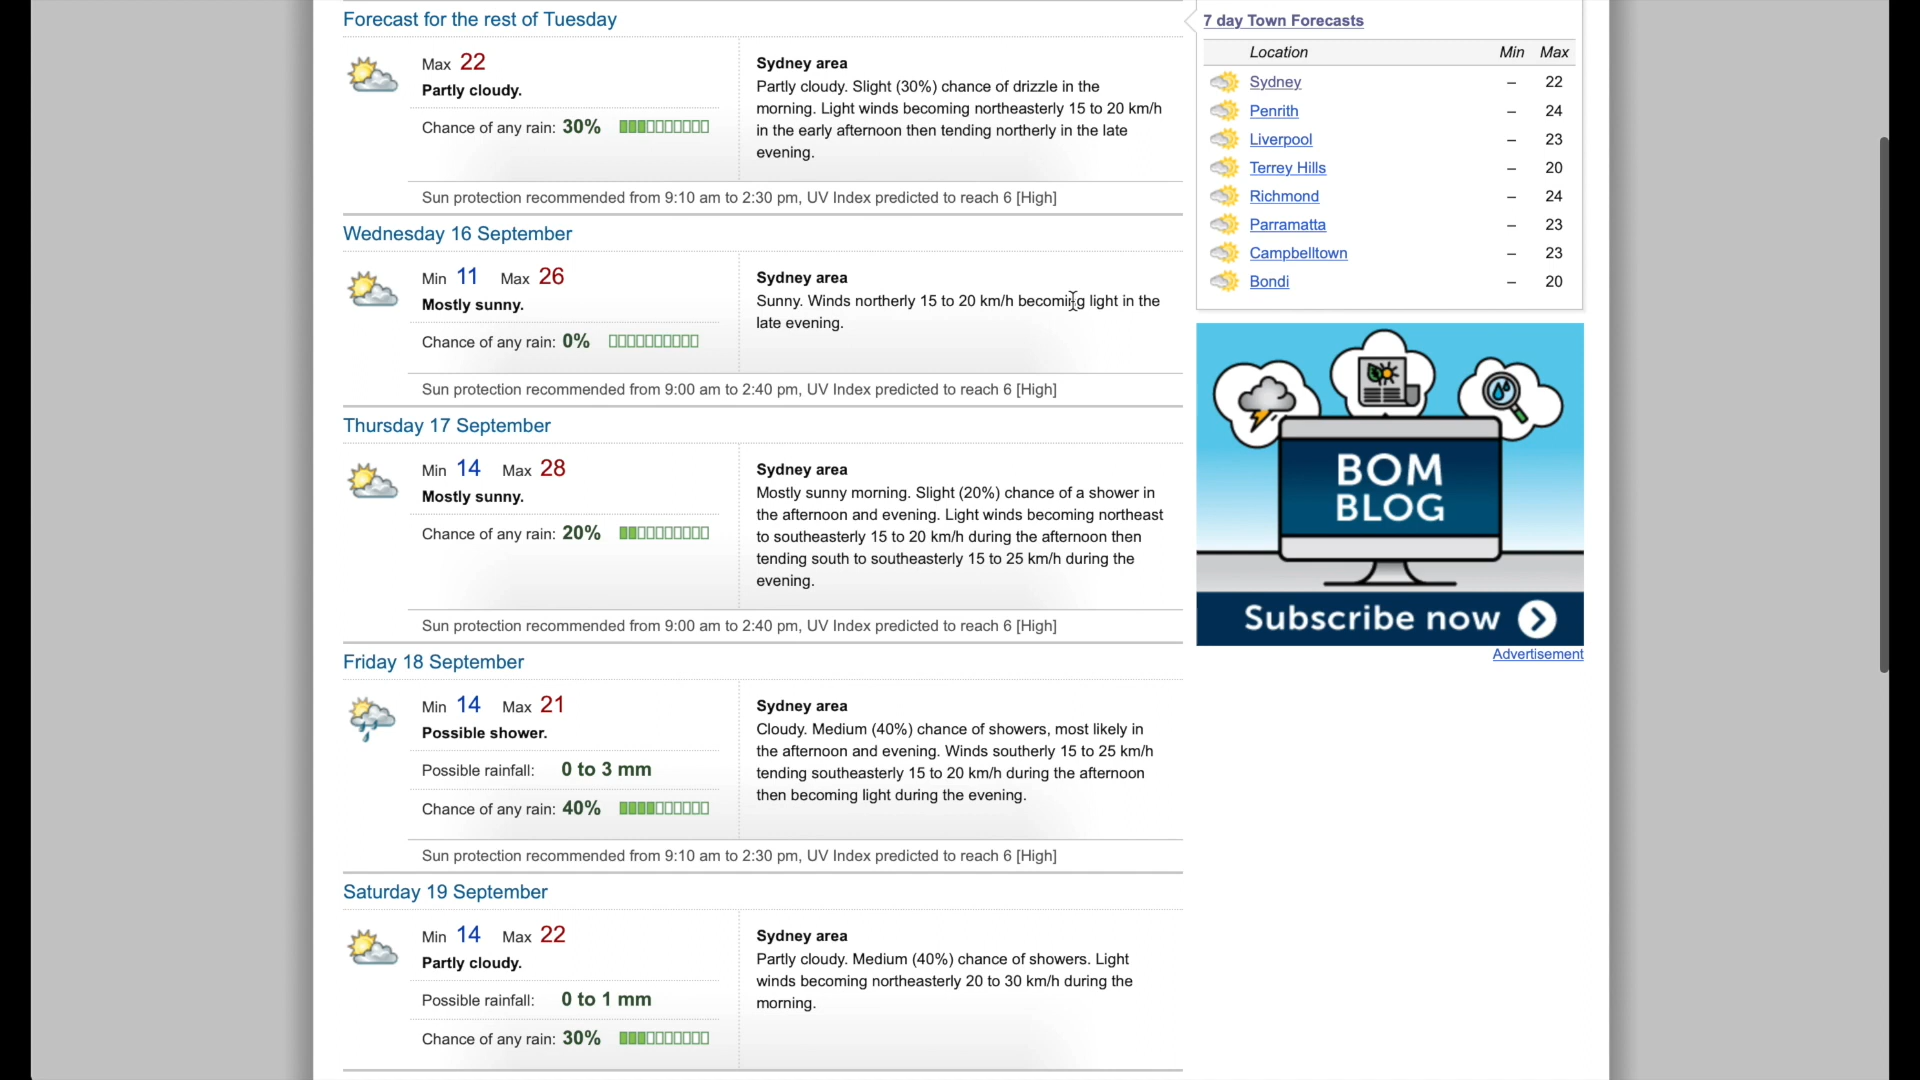 Forecast for the rest of Tuesday
Max 22
Partly cloudy.
Chance of any rain: 30%
Sydney area
Partly cloudy. Slight (30%) chance of drizzle in the
morning. Light winds becoming northeasterly 15 to 20 km/h
in the early afternoon then tending northerly in the late
evening.
Sun protection recommended from 9:10 am to 2:30 pm, UV Index predicted to reach 6 [High]
Wednesday 16 September
Min 11 Max 26
Mostly sunny.
Chance of any rain: 0%
Sydney area
Sunny. Winds northerly 15 to 20 km/h becoming light in the
late evening.
Sun protection recommended from 9:00 am to 2:40 pm, UV Index predicted to reach 6 [High]
Thursday 17 September
Min 14 Max 28
Mostly sunny.
Chance of any rain: 20%
Sydney area
Mostly sunny morning. Slight (20%) chance of a shower in
the afternoon and evening. Light winds becoming northeast
to southeasterly 15 to 20 km/h during the afternoon then
tending south to southeasterly 15 to 25 km/h during the
evening.
Sun protection recommended from 9:00 am to 2:40 pm, UV Index predicted to reach 6 [High]
Friday 18 September
Min 14 Max 21
Possible shower.
Possible rainfall: 0 to 3 mm
Chance of any rain: 40%
Sydney area
Cloudy. Medium (40%) chance of showers, most likely in
the afternoon and evening. Winds southerly 15 to 25 km/h
tending southeasterly 15 to 20 km/h during the afternoon
then becoming light during the evening.
Sun protection recommended from 9:10 am to 2:30 pm, UV Index predicted to reach 6 [High]
Saturday 19 September
Min 14 Max 22
Partly cloudy.
Possible rainfall: 0 to 1 mm
Chance of any rain: 30%
Sydney area
Partly cloudy. Medium (40%) chance of showers. Light
winds becoming northeasterly 20 to 30 km/h during the
morning.
7 day Town Forecasts
Location Min Max
Sydney – 22
Penrith – 24
Liverpool – 23
Terrey Hills – 20
Richmond – 24
Parramatta – 23
Campbelltown – 23
Bondi – 20
BOM
BLOG
Subscribe now
Advertisement